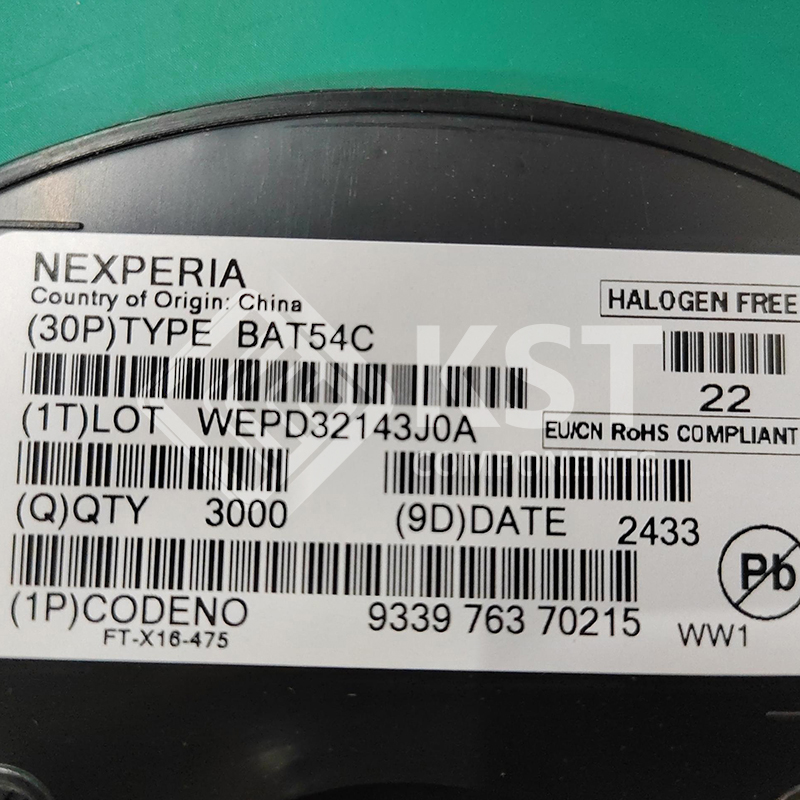 NEXPERIA
Country of Origin: China
HALOGEN FREE
(30P)TYPE BAT54C
22
(1T)LOT WEPD32143J0A
EU/CN RoHS COMPLIANT
(Q)QTY 3000
(9D)DATE 2433
Pb
(1P)CODENO 9339 763 70215
FT-X16-475
WW1
KST
COMPONENTS